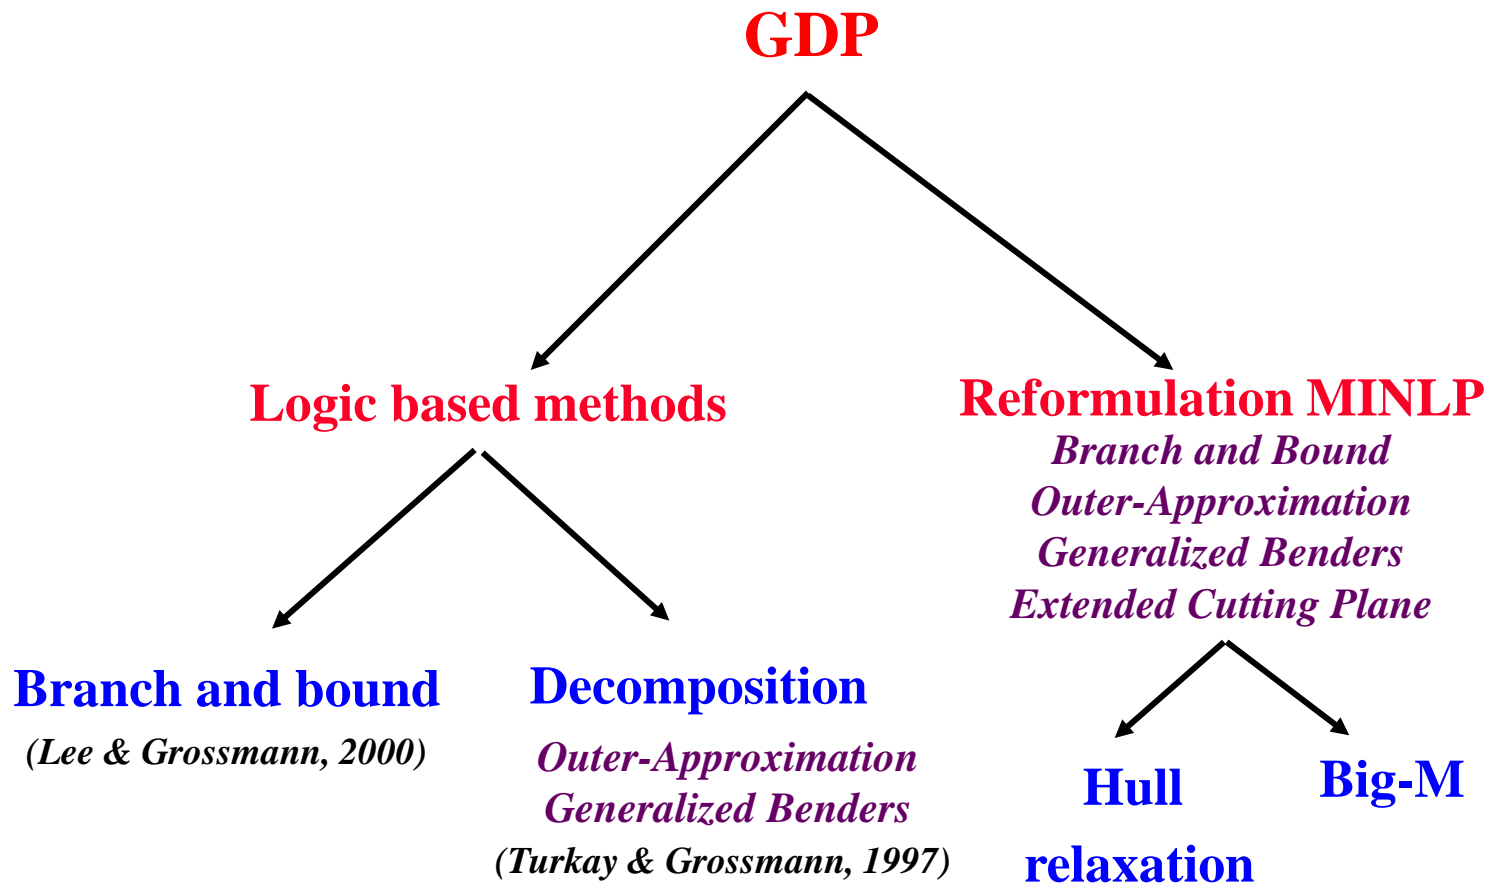 GDP
Logic based methods
Reformulation MINLP
Branch and Bound
Outer-Approximation
Generalized Benders
Extended Cutting Plane
Branch and bound
(Lee & Grossmann, 2000)
Decomposition
Outer-Approximation
Generalized Benders
(Turkay & Grossmann, 1997)
Hull
relaxation
Big-M